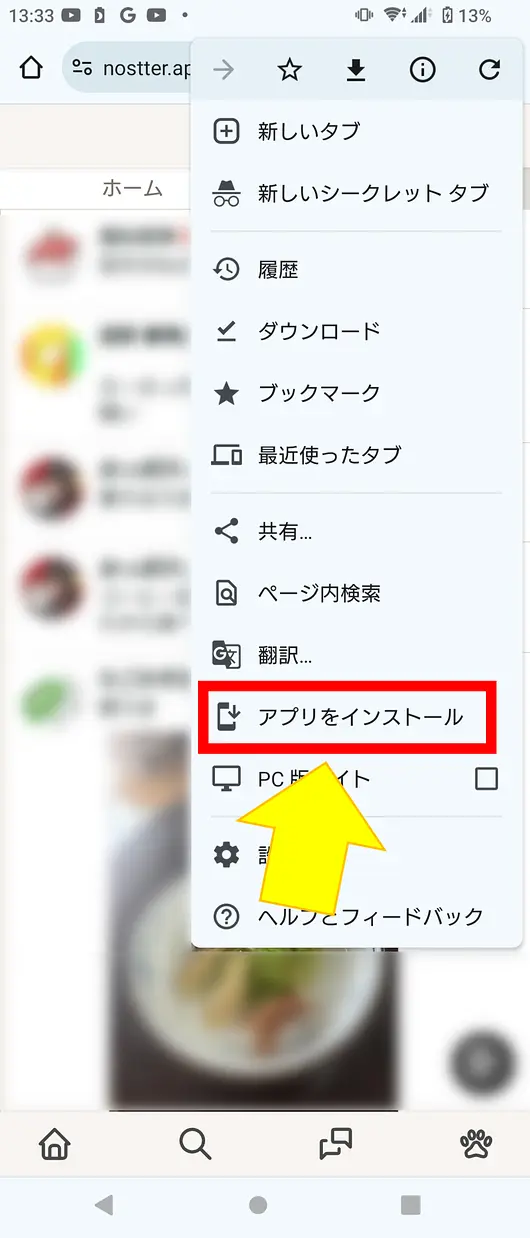 13:33
13%
nostter.ap
新しいタブ
ホーム
新しいシークレット タブ
履歴
ダウンロード
ブックマーク
最近使ったタブ
共有...
ページ内検索
翻訳...
アプリをインストール
PC 版サイト
ヘルプとフィードバック